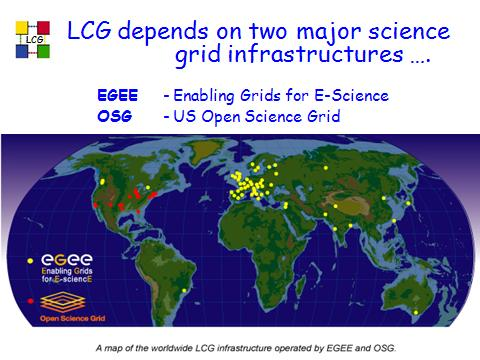 LCG
LCG depends on two major science
grid infrastructures ….
EGEE - Enabling Grids for E-Science
OSG - US Open Science Grid
eGee
Enabling Grids
for E-sciencE
Open Science Grid
A map of the worldwide LCG infrastructure operated by EGEE and OSG.